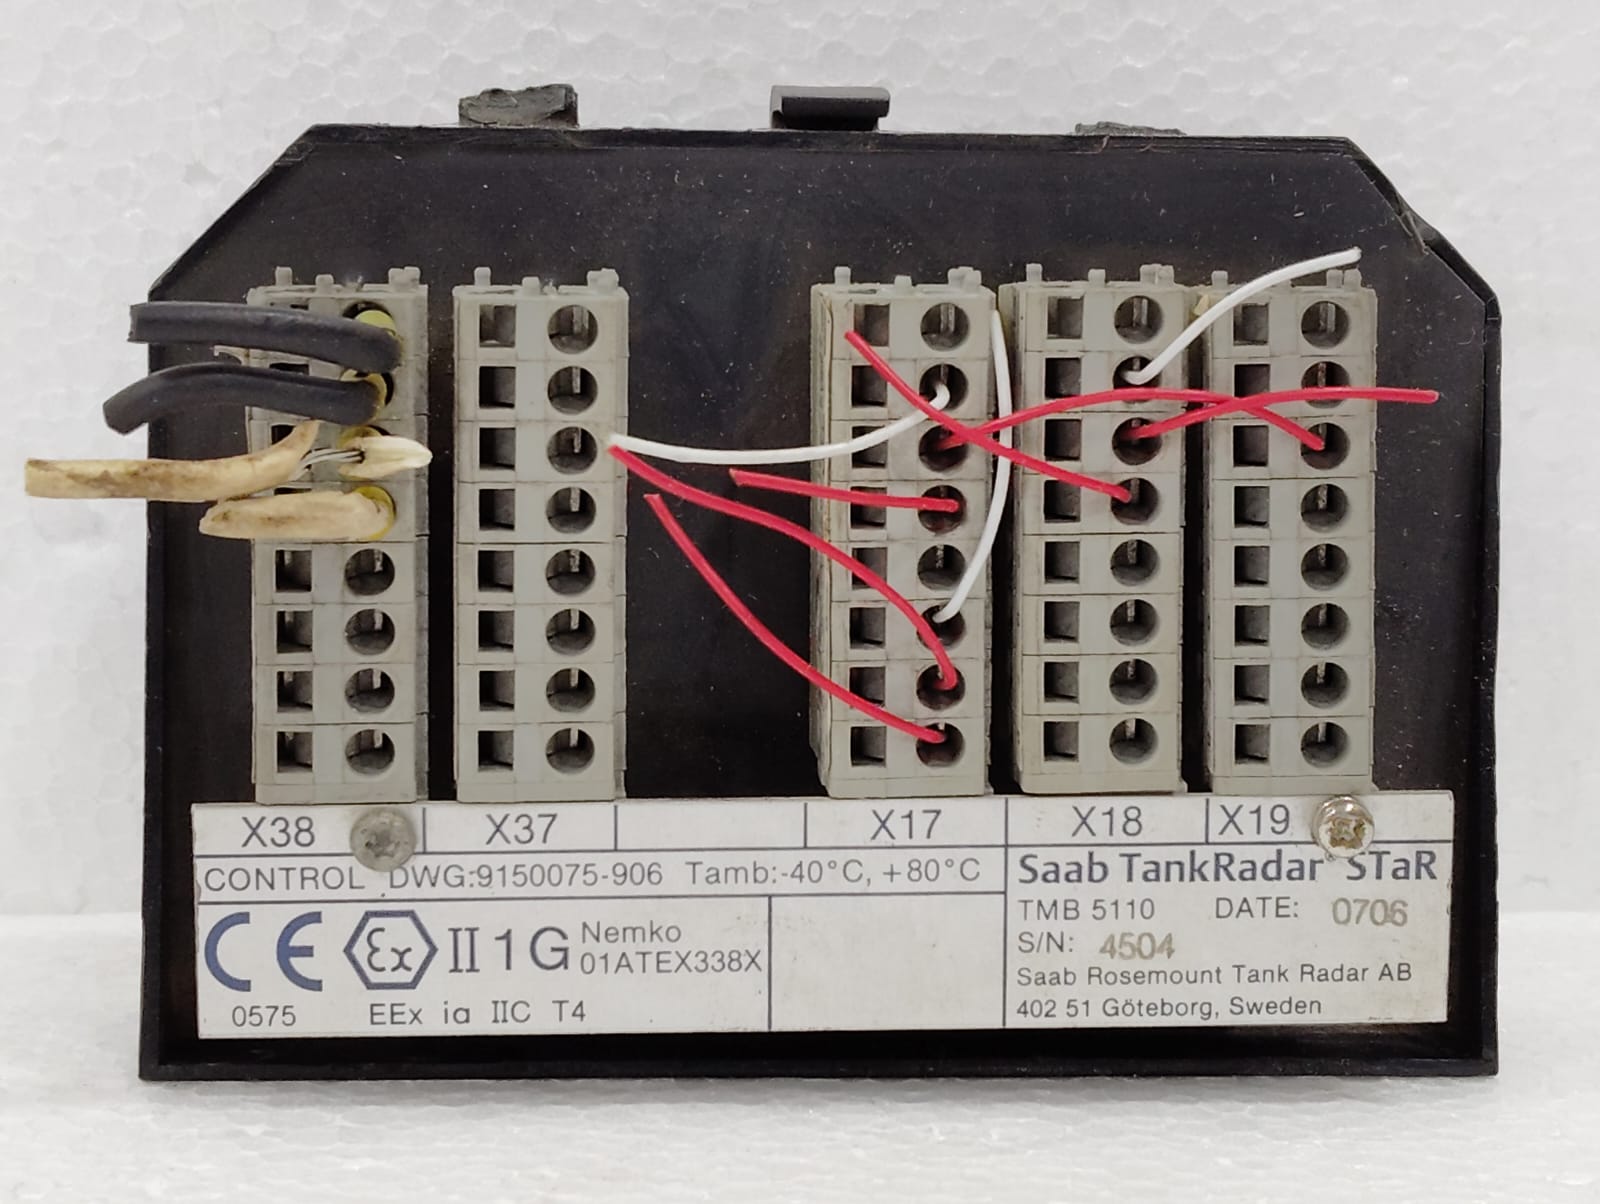 X38 X37 X17 X18 X19
CONTROL DWG:9150075-906 Tamb:-40°C, +80°C
CE Ex II 1 G Nemko
01ATEX338X
0575 EEx ia IIC T4
Saab TankRadar® STaR
TMB 5110 DATE: 0706
S/N: 4504
Saab Rosemount Tank Radar AB
402 51 Göteborg, Sweden